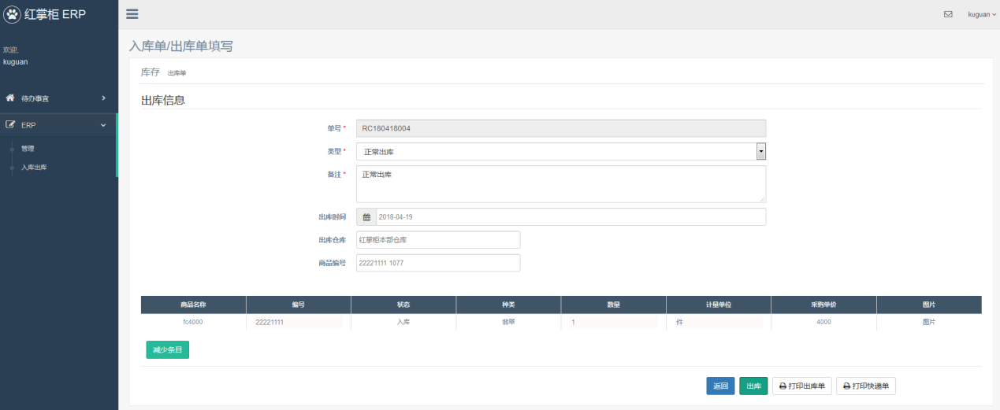 红掌柜 ERP
kuguan
欢迎,
kuguan
待办事宜
ERP
管理
入库出库
入库单/出库单填写
库存 出库单
出库信息
单号 * RC180418004
类型 * 正常出库
备注 * 正常出库
出库时间 2018-04-19
出库仓库 红掌柜本部仓库
商品编号 22221111 1077
商品名称 编号 状态 种类 数量 计量单位 采购单价 图片
fc4000 22221111 入库 翡翠 1 件 4000 图片
减少条目
返回 出库 打印出库单 打印快递单